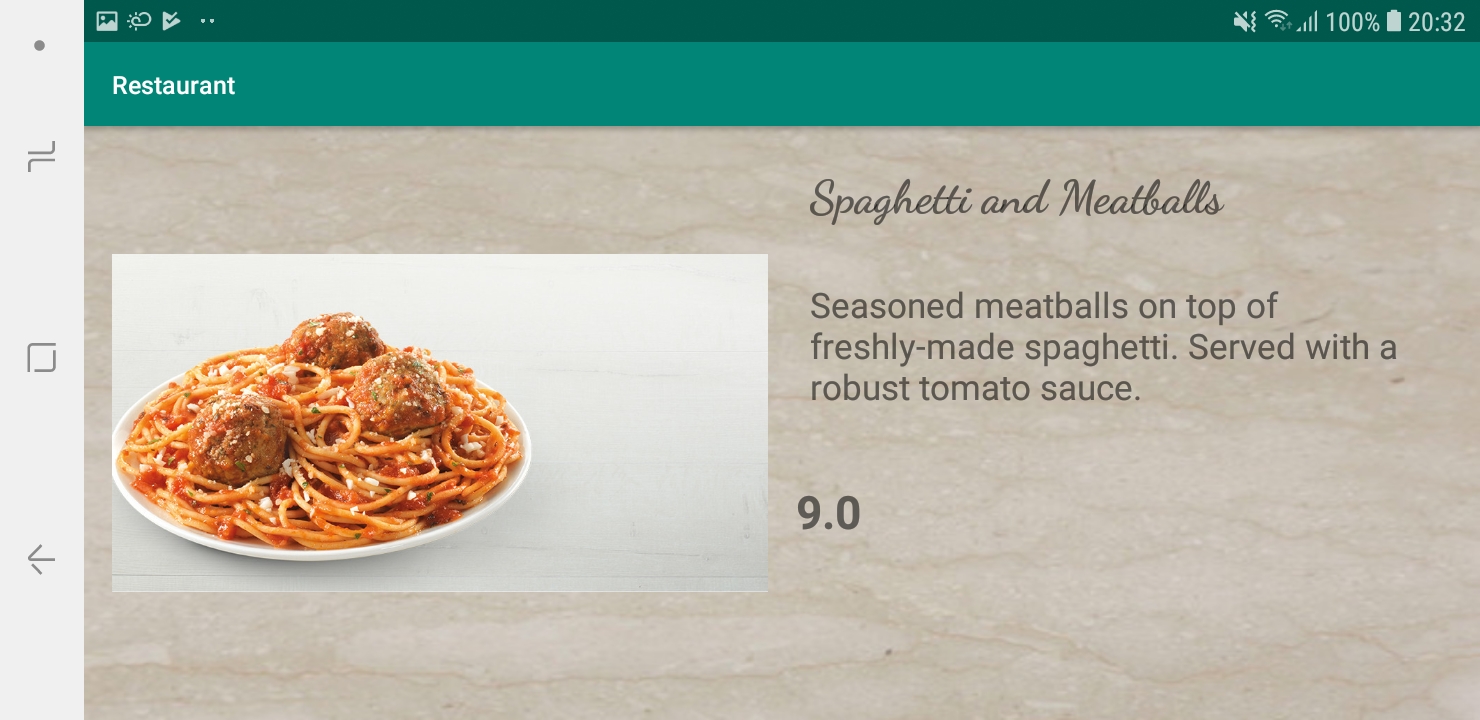 100% 20:32
Restaurant
Spaghetti and Meatballs
Seasoned meatballs on top of
freshly-made spaghetti. Served with a
robust tomato sauce.
9.0